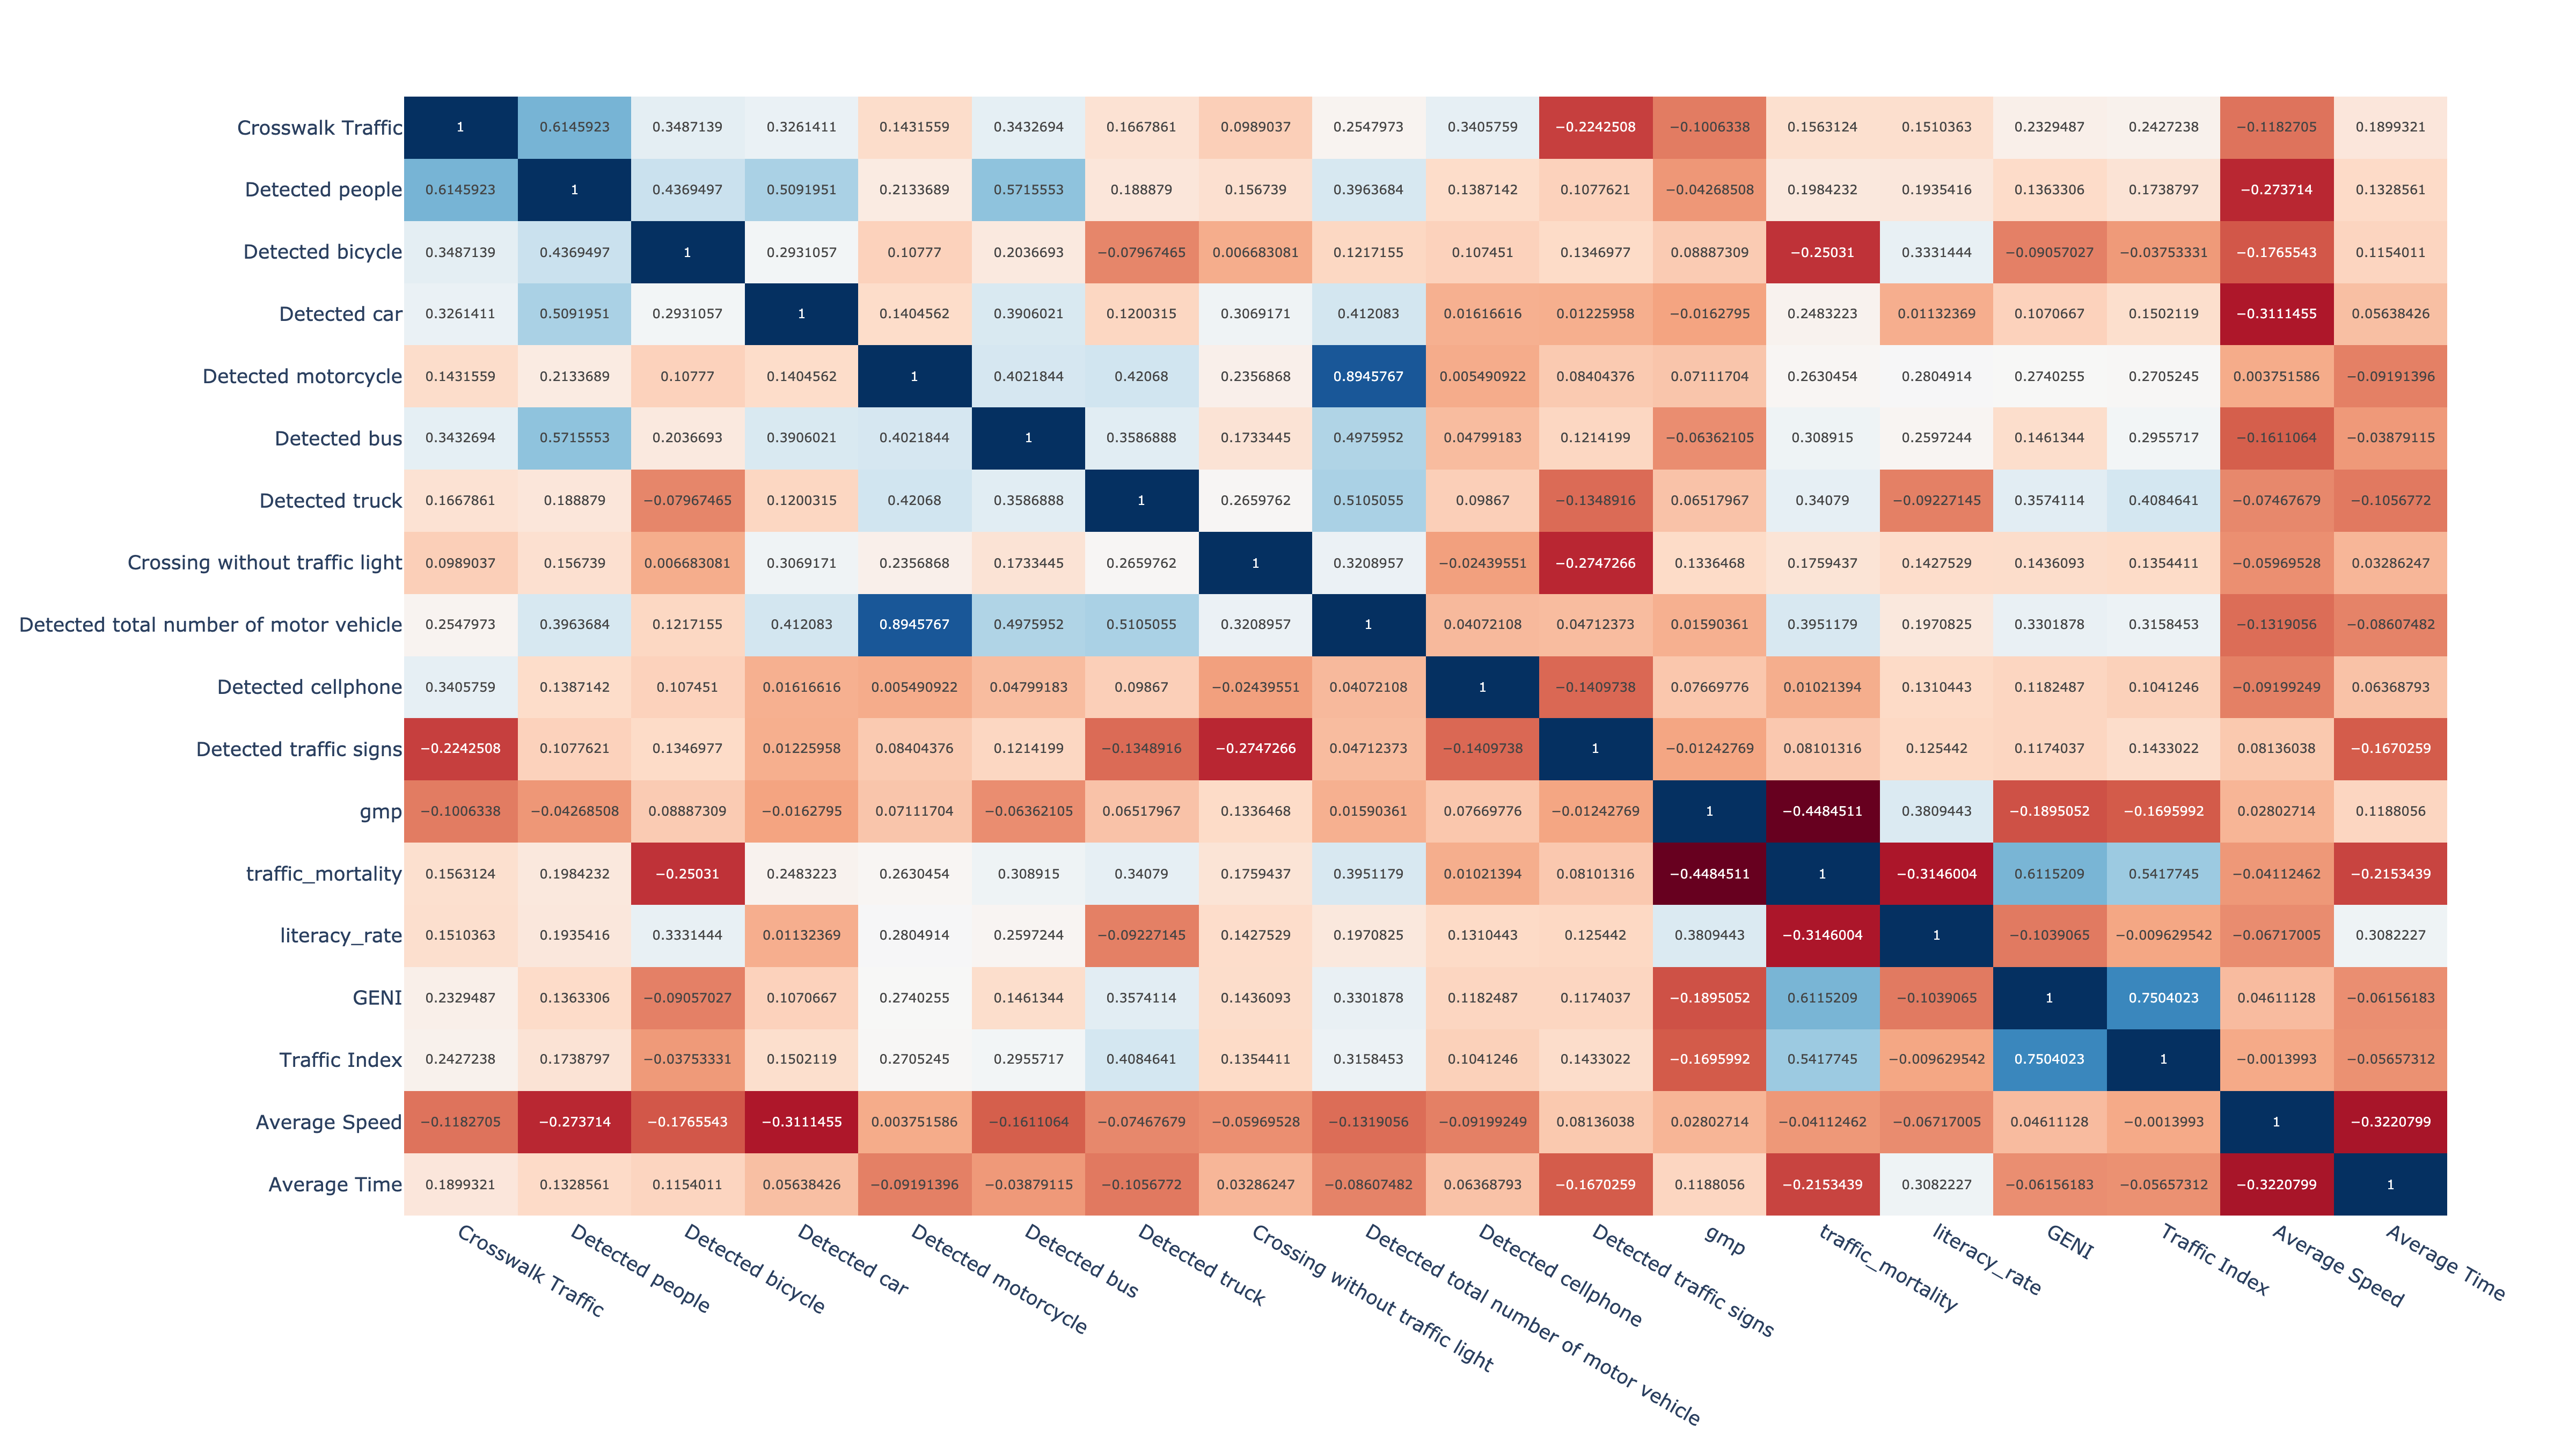 Crosswalk Traffic 1 0.6145923 0.3487139 0.3261411 0.1431559 0.3432694 0.1667861 0.0989037 0.2547973 0.3405759 −0.2242508 −0.1006338 0.1563124 0.1510363 0.2329487 0.2427238 −0.1182705 0.1899321
Detected people 0.6145923 1 0.4369497 0.5091951 0.2133689 0.5715553 0.188879 0.156739 0.3963684 0.1387142 0.1077621 −0.04268508 0.1984232 0.1935416 0.1363306 0.1738797 −0.273714 0.1328561
Detected bicycle 0.3487139 0.4369497 1 0.2931057 0.10777 0.2036693 −0.07967465 0.006683081 0.1217155 0.107451 0.1346977 0.08887309 −0.25031 0.3331444 −0.09057027 −0.03753331 −0.1765543 0.1154011
Detected car 0.3261411 0.5091951 0.2931057 1 0.1404562 0.3906021 0.1200315 0.3069171 0.412083 0.01616616 0.01225958 −0.0162795 0.2483223 0.01132369 0.1070667 0.1502119 −0.3111455 0.05638426
Detected motorcycle 0.1431559 0.2133689 0.10777 0.1404562 1 0.4021844 0.42068 0.2356868 0.8945767 0.005490922 0.08404376 0.07111704 0.2630454 0.2804914 0.2740255 0.2705245 0.003751586 −0.09191396
Detected bus 0.3432694 0.5715553 0.2036693 0.3906021 0.4021844 1 0.3586888 0.1733445 0.4975952 0.04799183 0.1214199 −0.06362105 0.308915 0.2597244 0.1461344 0.2955717 −0.1611064 −0.03879115
Detected truck 0.1667861 0.188879 −0.07967465 0.1200315 0.42068 0.3586888 1 0.2659762 0.5105055 0.09867 −0.1348916 0.06517967 0.34079 −0.09227145 0.3574114 0.4084641 −0.07467679 −0.1056772
Crossing without traffic light 0.0989037 0.156739 0.006683081 0.3069171 0.2356868 0.1733445 0.2659762 1 0.3208957 −0.02439551 −0.2747266 0.1336468 0.1759437 0.1427529 0.1436093 0.1354411 −0.05969528 0.03286247
Detected total number of motor vehicle 0.2547973 0.3963684 0.1217155 0.412083 0.8945767 0.4975952 0.5105055 0.3208957 1 0.04072108 0.04712373 0.01590361 0.3951179 0.1970825 0.3301878 0.3158453 −0.1319056 −0.08607482
Detected cellphone 0.3405759 0.1387142 0.107451 0.01616616 0.005490922 0.04799183 0.09867 −0.02439551 0.04072108 1 −0.1409738 0.07669776 0.01021394 0.1310443 0.1182487 0.1041246 −0.09199249 0.06368793
Detected traffic signs −0.2242508 0.1077621 0.1346977 0.01225958 0.08404376 0.1214199 −0.1348916 −0.2747266 0.04712373 −0.1409738 1 −0.01242769 0.08101316 0.125442 0.1174037 0.1433022 0.08136038 −0.1670259
gmp −0.1006338 −0.04268508 0.08887309 −0.0162795 0.07111704 −0.06362105 0.06517967 0.1336468 0.01590361 0.07669776 −0.01242769 1 −0.4484511 0.3809443 −0.1895052 −0.1695992 0.02802714 0.1188056
traffic_mortality 0.1563124 0.1984232 −0.25031 0.2483223 0.2630454 0.308915 0.34079 0.1759437 0.3951179 0.01021394 0.08101316 −0.4484511 1 −0.3146004 0.6115209 0.5417745 −0.04112462 −0.2153439
literacy_rate 0.1510363 0.1935416 0.3331444 0.01132369 0.2804914 0.2597244 −0.09227145 0.1427529 0.1970825 0.1310443 0.125442 0.3809443 −0.3146004 1 −0.1039065 −0.009629542 −0.06717005 0.3082227
GENI 0.2329487 0.1363306 −0.09057027 0.1070667 0.2740255 0.1461344 0.3574114 0.1436093 0.3301878 0.1182487 0.1174037 −0.1895052 0.6115209 −0.1039065 1 0.7504023 0.04611128 −0.06156183
Traffic Index 0.2427238 0.1738797 −0.03753331 0.1502119 0.2705245 0.2955717 0.4084641 0.1354411 0.3158453 0.1041246 0.1433022 −0.1695992 0.5417745 −0.009629542 0.7504023 1 −0.0013993 −0.05657312
Average Speed −0.1182705 −0.273714 −0.1765543 −0.3111455 0.003751586 −0.1611064 −0.07467679 −0.05969528 −0.1319056 −0.09199249 0.08136038 0.02802714 −0.04112462 −0.06717005 0.04611128 −0.0013993 1 −0.3220799
Average Time 0.1899321 0.1328561 0.1154011 0.05638426 −0.09191396 −0.03879115 −0.1056772 0.03286247 −0.08607482 0.06368793 −0.1670259 0.1188056 −0.2153439 0.3082227 −0.06156183 −0.05657312 −0.3220799 1
Crosswalk Traffic
Detected people
Detected bicycle
Detected car
Detected motorcycle
Detected bus
Detected truck
Crossing without traffic light
Detected total number of motor vehicle
Detected cellphone
Detected traffic signs
gmp
traffic_mortality
literacy_rate
GENI
Traffic Index
Average Speed
Average Time